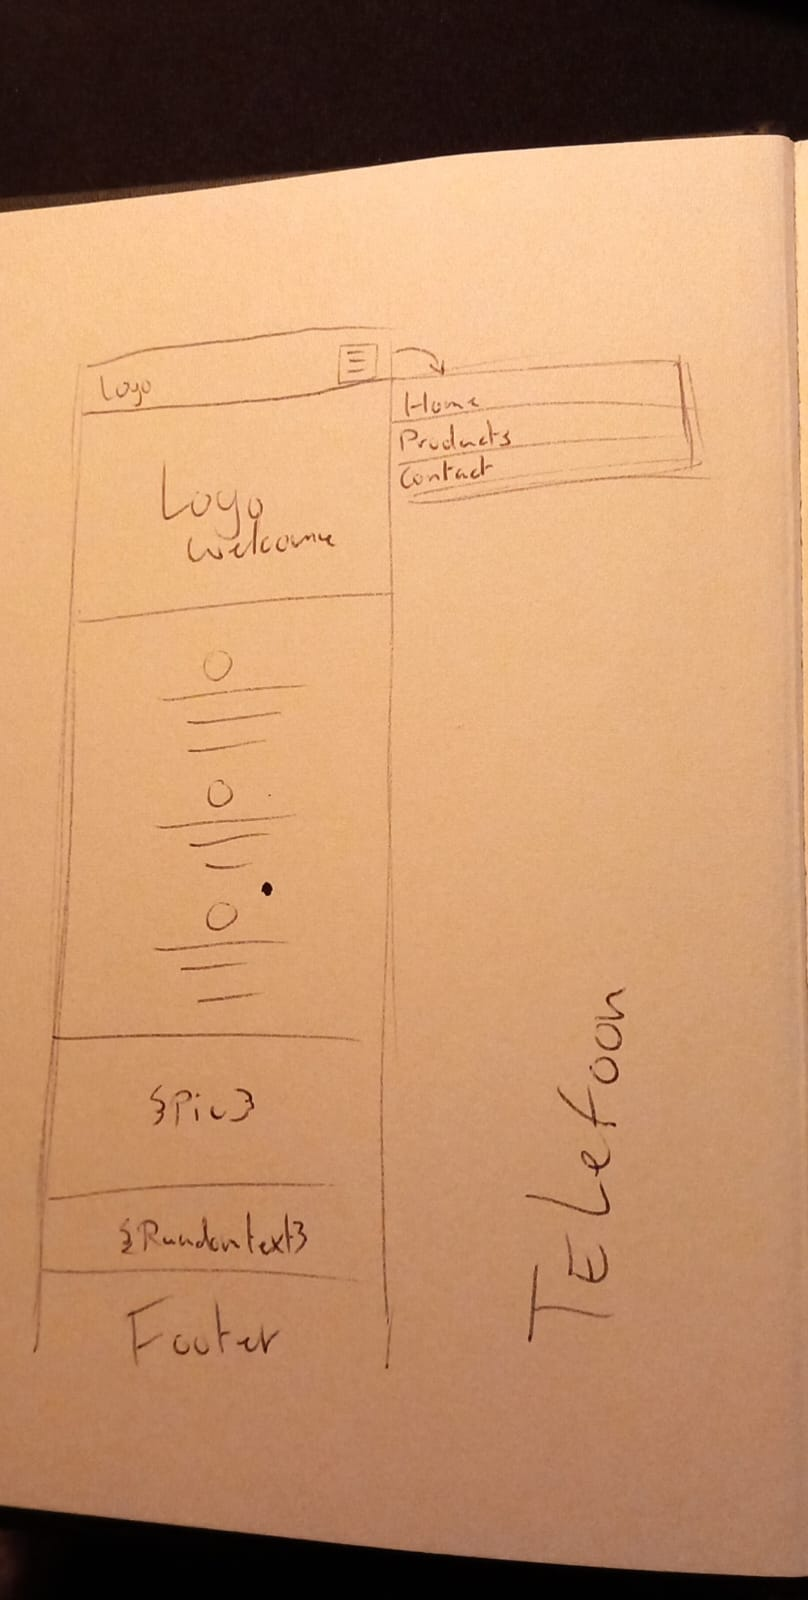 Logo
Home
Products
Contact
Logo
Welcome
{Pic}
{Randomtext}
Footer
TELefoon